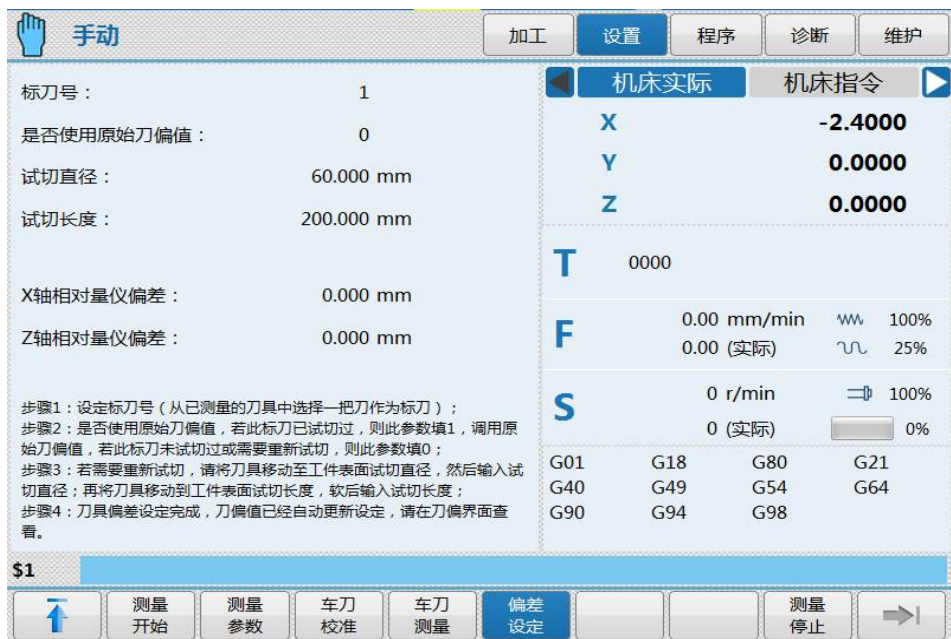 手动
加工 设置 程序 诊断 维护
标刀号： 1
是否使用原始刀偏值： 0
试切直径： 60.000 mm
试切长度： 200.000 mm
X轴相对量仪偏差： 0.000 mm
Z轴相对量仪偏差： 0.000 mm
步骤1：设定标刀号（从已测量的刀具中选择一把刀作为标刀）；
步骤2：是否使用原始刀偏值，若此标刀已试切过，则此参数填1，调用原
始刀偏值，若此标刀未试切过或需要重新试切，则此参数填0；
步骤3：若需要重新试切，请将刀具移动至工件表面试切直径，然后输入试
切直径；再将刀具移动到工件表面试切长度，软后输入试切长度；
步骤4：刀具偏差设定完成，刀偏值已经自动更新设定，请在刀偏界面查
看。
机床实际 机床指令
X -2.4000
Y 0.0000
Z 0.0000
T 0000
F 0.00 mm/min 100%
0.00 (实际) 25%
S 0 r/min 100%
0 (实际) 0%
G01 G18 G80 G21
G40 G49 G54 G64
G90 G94 G98
$1
测量开始 测量参数 车刀校准 车刀测量 偏差设定 测量停止